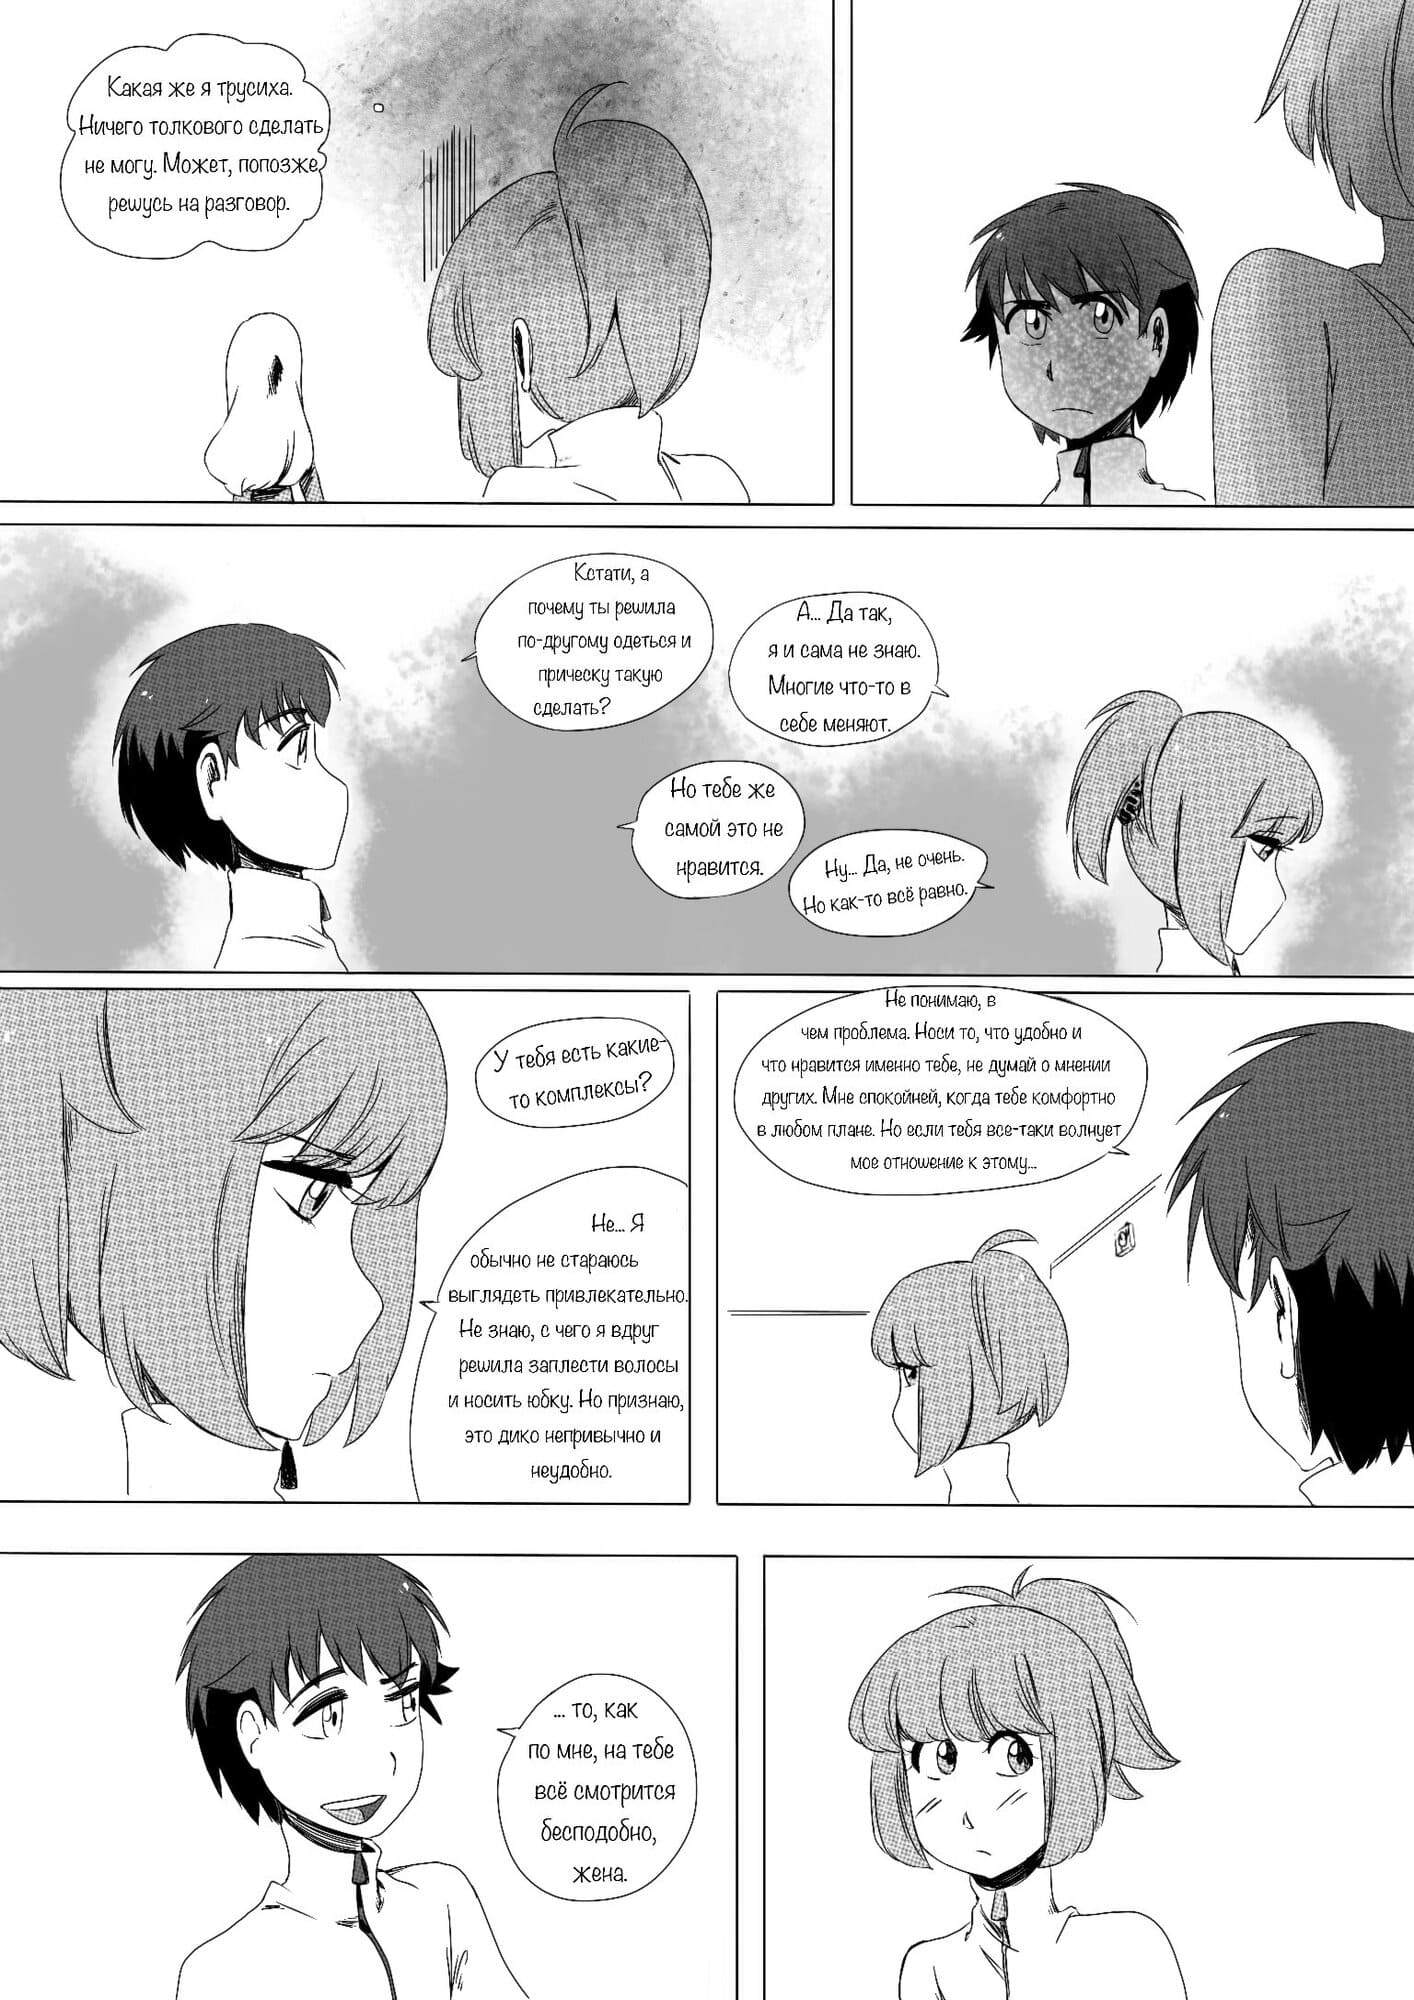 Какая же я трусиха.
Ничего толкового сделать
не могу. Может, попозже
решусь на разговор.
Кстати, а
почему ты решила
по-другому одеться и
прическу такую
сделать?
А... Да так,
я и сама не знаю.
Многие что-то в
себе меняют.
Но тебе же
самой это не
нравится.
Ну... Да, не очень.
Но как-то всё равно.
У тебя есть какие-
то комплексы?
Не... Я
обычно не стараюсь
выглядеть привлекательно.
Не знаю, с чего я вдруг
решила заплести волосы
и носить юбку. Но признаю,
это дико непривычно и
неудобно.
Не понимаю, в
чем проблема. Носи то, что удобно и
что нравится именно тебе, не думай о мнении
других. Мне спокойней, когда тебе комфортно
в любом плане. Но если тебя все-таки волнует
мое отношение к этому...
... то, как
по мне, на тебе
всё смотрится
бесподобно,
жена.